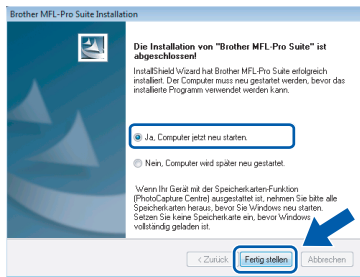 Brother MFL-Pro Suite Installation
Die Installation von "Brother MFL-Pro Suite" ist
abgeschlossen!
InstallShield Wizard hat Brother MFL-Pro Suite erfolgreich
installiert. Der Computer muss neu gestartet werden, bevor das
installierte Programm verwendet werden kann.
Ja, Computer jetzt neu starten.
Nein, Computer wird später neu gestartet.
Wenn Ihr Gerät mit der Speicherkarten-Funktion
(PhotoCapture Centre) ausgestattet ist, nehmen Sie bitte alle
Speicherkarten heraus, bevor Sie Windows neu starten.
Setzen Sie keine Speicherkarte ein, bevor Windows
vollständig geladen ist.
< Zurück
Fertig stellen
Abbrechen